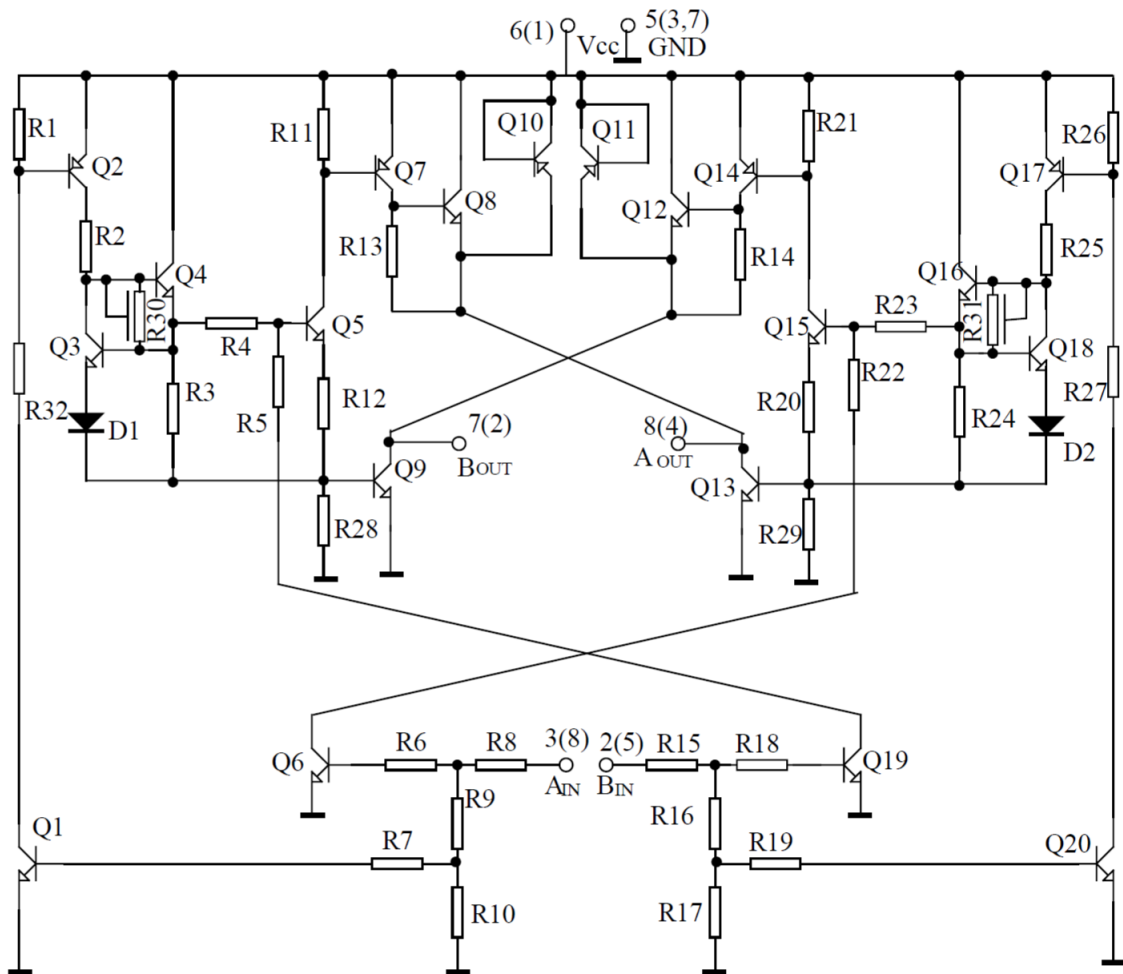 6(1)
5(3,7)
Vcc
GND
R1
Q2
R11
Q7
Q10
Q11
R21
R26
Q14
Q17
Q8
Q12
R2
R13
R14
R25
Q4
Q16
R30
R31
R4
Q5
R23
Q15
Q3
Q18
R3
R5
R12
R22
R20
R24
R27
R32
D1
7(2)
8(4)
BOUT
A OUT
D2
Q9
Q13
R28
R29
Q6
R6
R8
3(8)
2(5)
R15
R18
Q19
AIN
BIN
R9
R16
Q1
R7
R19
Q20
R10
R17